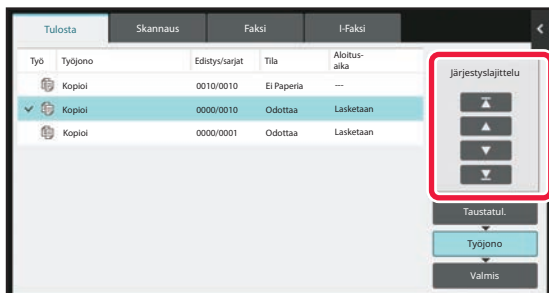 Tulosta Skannaus Faksi I-Faksi
Työ Työjono Edistys/sarjat Tila Aloitus-
aika
Kopioi 0010/0010 Ei Paperia ---
Kopioi 0000/0010 Odottaa Lasketaan
Kopioi 0000/0001 Odottaa Lasketaan
Järjestyslajittelu
Taustatul.
Työjono
Valmis